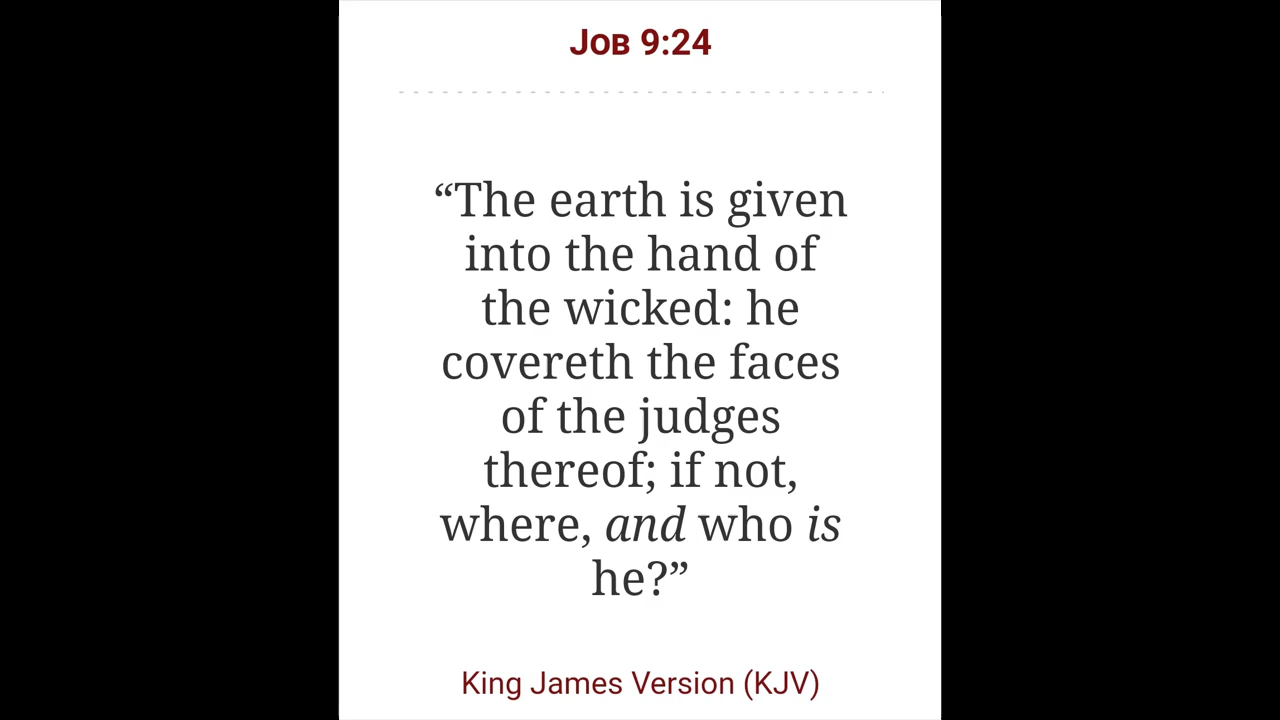 Job 9:24
“The earth is given
into the hand of
the wicked: he
covereth the faces
of the judges
thereof; if not,
where, and who is
he?”
King James Version (KJV)